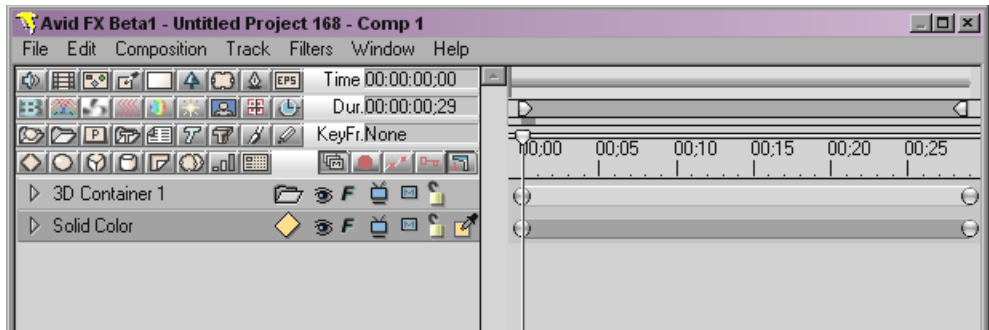 Avid FX Beta1 - Untitled Project 168 - Comp 1
File Edit Composition Track Filters Window Help
EPS Time 00:00:00;00
Dur. 00:00:00;29
P T T KeyFr. None
00;00 00;05 00;10 00;15 00;20 00;25
3D Container 1 F M
Solid Color F M